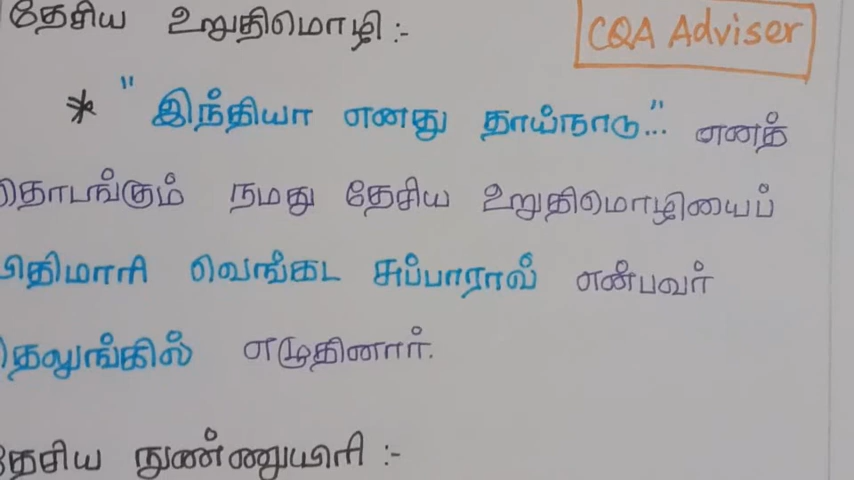 தேசிய உறுதிமொழி :-
CQA Adviser
* "இந்தியா எனது தாய்நாடு..." எனத்
தொடங்கும் நமது தேசிய உறுதிமொழியைப்
பிதிமாரி வெங்கட சுப்பாராவ் என்பவர்
தெலுங்கில் எழுதினார்.
தேசிய நுண்ணுயிரி :-